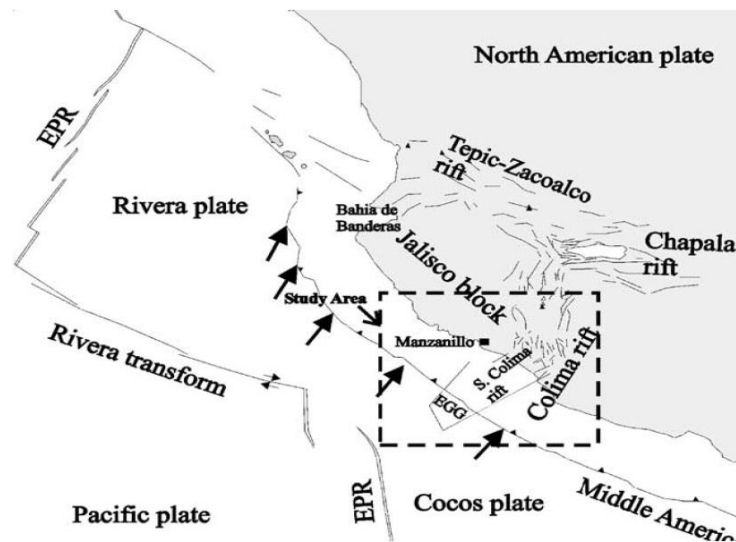 North American plate
EPR
Tepic-Zacoalco
rift
Rivera plate
Bahia de
Banderas
Chapala
rift
Jalisco block
Study Area
Manzanillo
Rivera transform
S. Colima
rift
Colima rift
EGG
Pacific plate
EPR
Cocos plate
Middle Americ